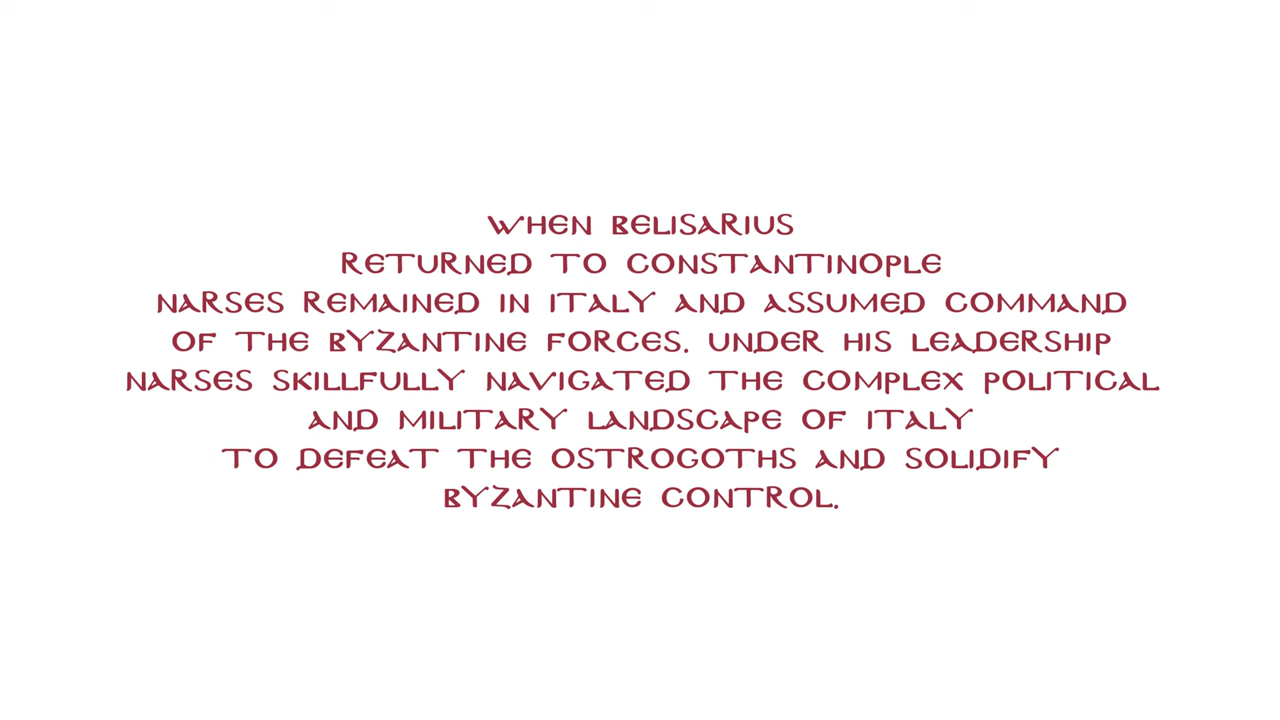 WHEN BELISARIUS
RETURNED TO CONSTANTINOPLE
NARSES REMAINED IN ITALY AND ASSUMED COMMAND
OF THE BYZANTINE FORCES. UNDER HIS LEADERSHIP
NARSES SKILLFULLY NAVIGATED THE COMPLEX POLITICAL
AND MILITARY LANDSCAPE OF ITALY
TO DEFEAT THE OSTROGOTHS AND SOLIDIFY
BYZANTINE CONTROL.